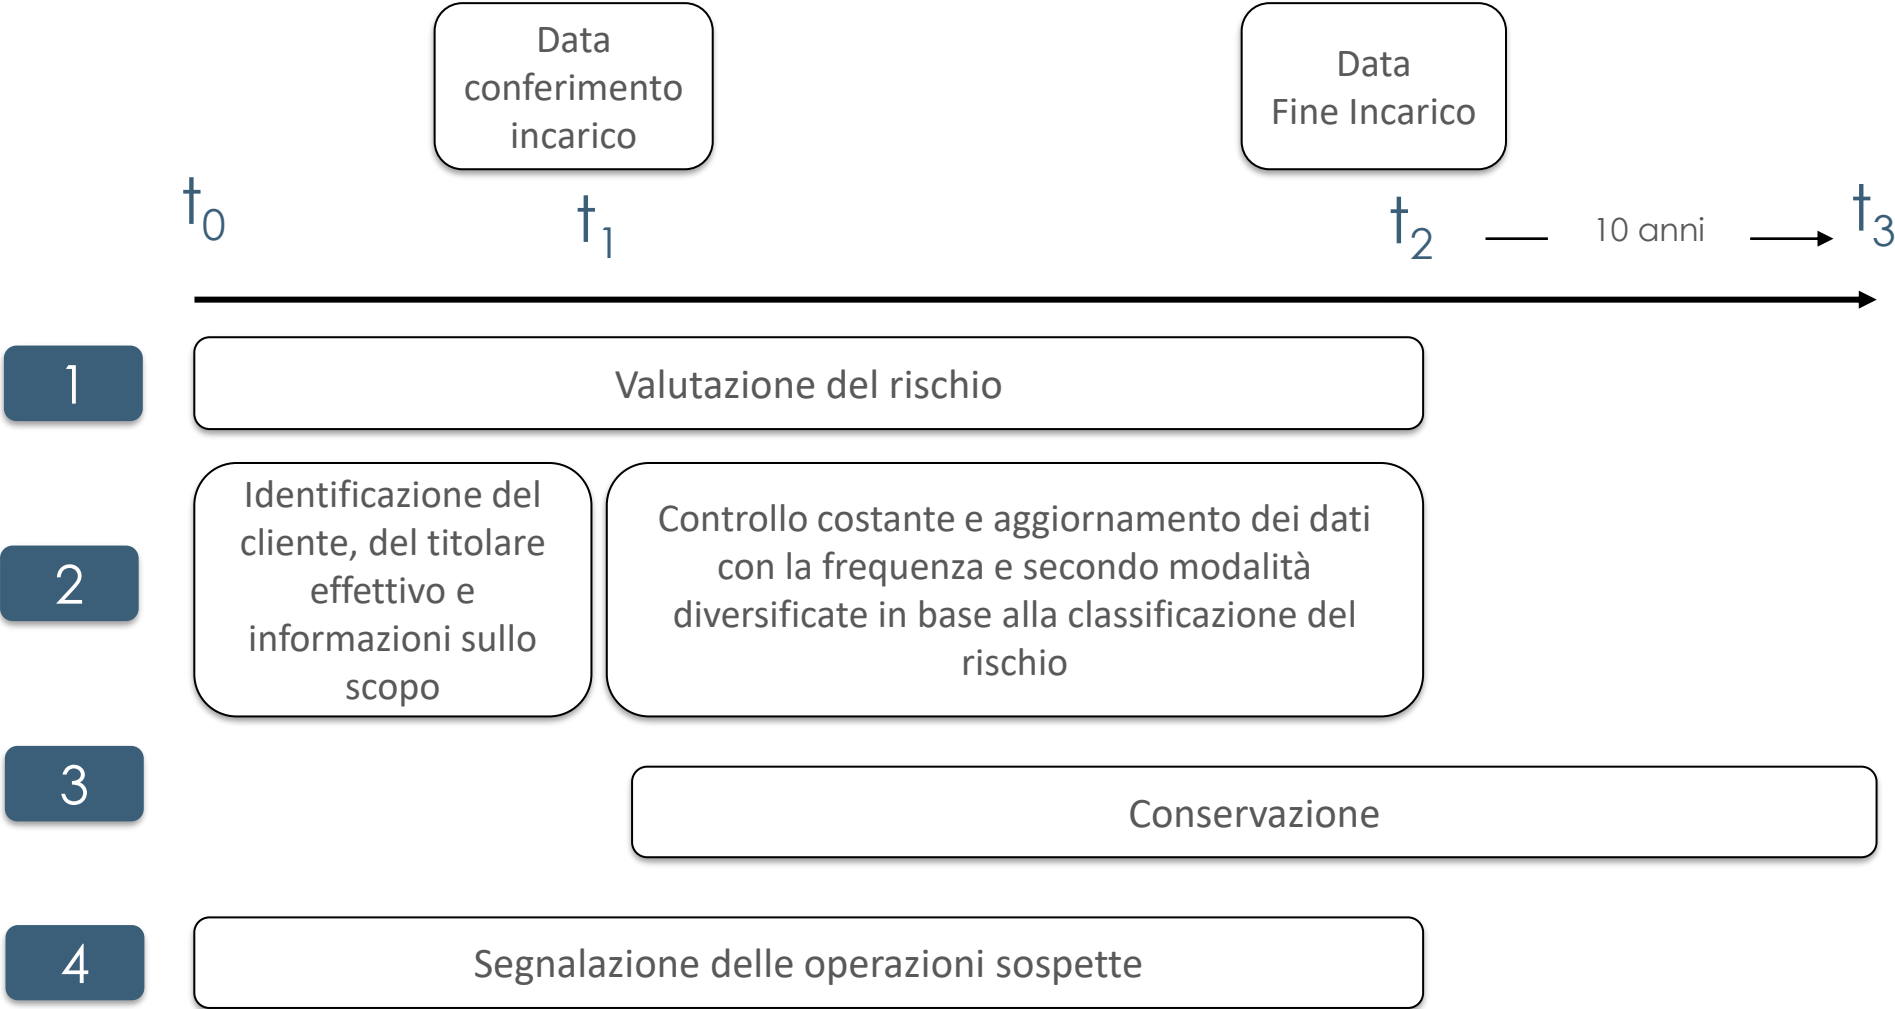 Data
conferimento
incarico
Data
Fine Incarico
t0
t1
t2
10 anni
t3
1
Valutazione del rischio
2
Identificazione del
cliente, del titolare
effettivo e
informazioni sullo
scopo
Controllo costante e aggiornamento dei dati
con la frequenza e secondo modalità
diversificate in base alla classificazione del
rischio
3
Conservazione
4
Segnalazione delle operazioni sospette